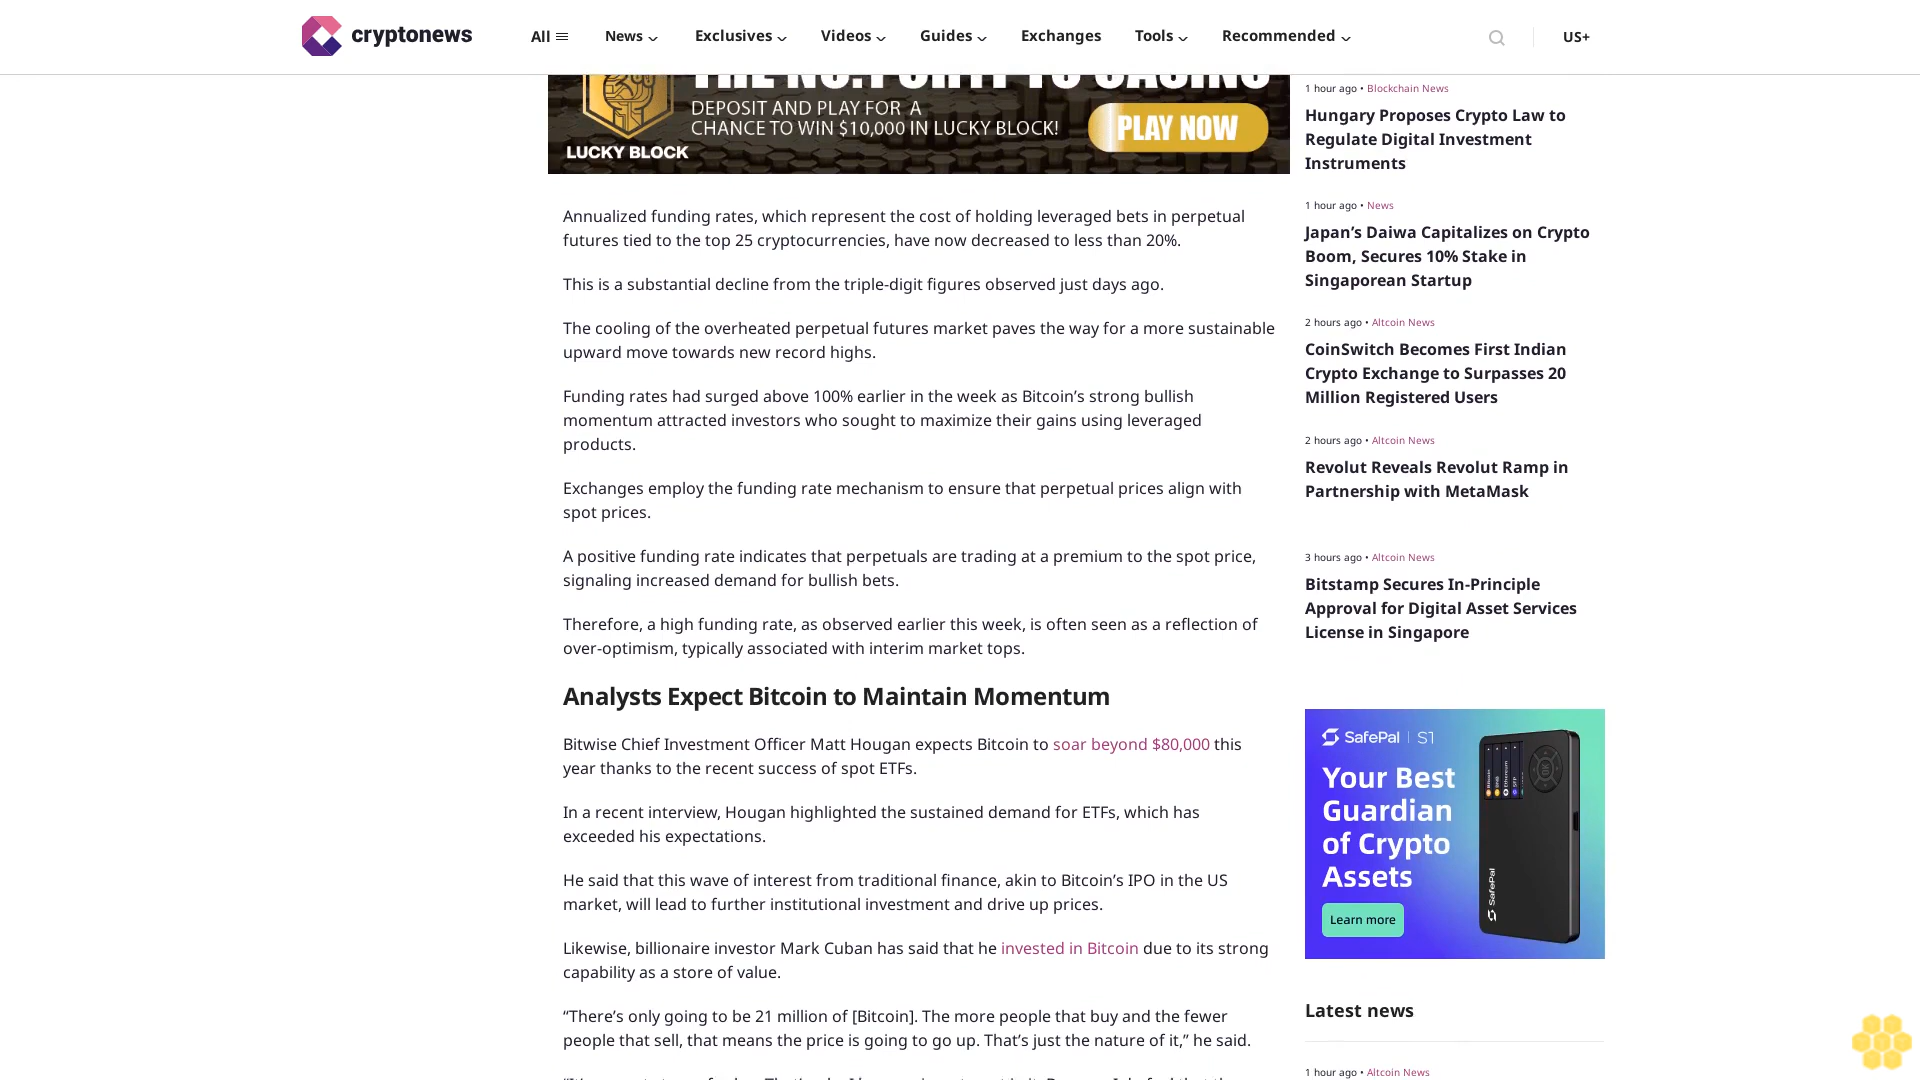 cryptonews
All
News
Exclusives
Videos
Guides
Exchanges
Tools
Recommended
US+
DEPOSIT AND PLAY FOR A
CHANCE TO WIN $10,000 IN LUCKY BLOCK!
PLAY NOW
LUCKY BLOCK
Annualized funding rates, which represent the cost of holding leveraged bets in perpetual
futures tied to the top 25 cryptocurrencies, have now decreased to less than 20%.
This is a substantial decline from the triple-digit figures observed just days ago.
The cooling of the overheated perpetual futures market paves the way for a more sustainable
upward move towards new record highs.
Funding rates had surged above 100% earlier in the week as Bitcoin’s strong bullish
momentum attracted investors who sought to maximize their gains using leveraged
products.
Exchanges employ the funding rate mechanism to ensure that perpetual prices align with
spot prices.
A positive funding rate indicates that perpetuals are trading at a premium to the spot price,
signaling increased demand for bullish bets.
Therefore, a high funding rate, as observed earlier this week, is often seen as a reflection of
over-optimism, typically associated with interim market tops.
Analysts Expect Bitcoin to Maintain Momentum
Bitwise Chief Investment Officer Matt Hougan expects Bitcoin to soar beyond $80,000 this
year thanks to the recent success of spot ETFs.
In a recent interview, Hougan highlighted the sustained demand for ETFs, which has
exceeded his expectations.
He said that this wave of interest from traditional finance, akin to Bitcoin’s IPO in the US
market, will lead to further institutional investment and drive up prices.
Likewise, billionaire investor Mark Cuban has said that he invested in Bitcoin due to its strong
capability as a store of value.
“There’s only going to be 21 million of [Bitcoin]. The more people that buy and the fewer
people that sell, that means the price is going to go up. That’s just the nature of it,” he said.
1 hour ago • Blockchain News
Hungary Proposes Crypto Law to
Regulate Digital Investment
Instruments
1 hour ago • News
Japan’s Daiwa Capitalizes on Crypto
Boom, Secures 10% Stake in
Singaporean Startup
2 hours ago • Altcoin News
CoinSwitch Becomes First Indian
Crypto Exchange to Surpasses 20
Million Registered Users
2 hours ago • Altcoin News
Revolut Reveals Revolut Ramp in
Partnership with MetaMask
3 hours ago • Altcoin News
Bitstamp Secures In-Principle
Approval for Digital Asset Services
License in Singapore
SafePal | S1
Your Best
Guardian
of Crypto
Assets
Learn more
SafePal
Latest news
1 hour ago • Altcoin News